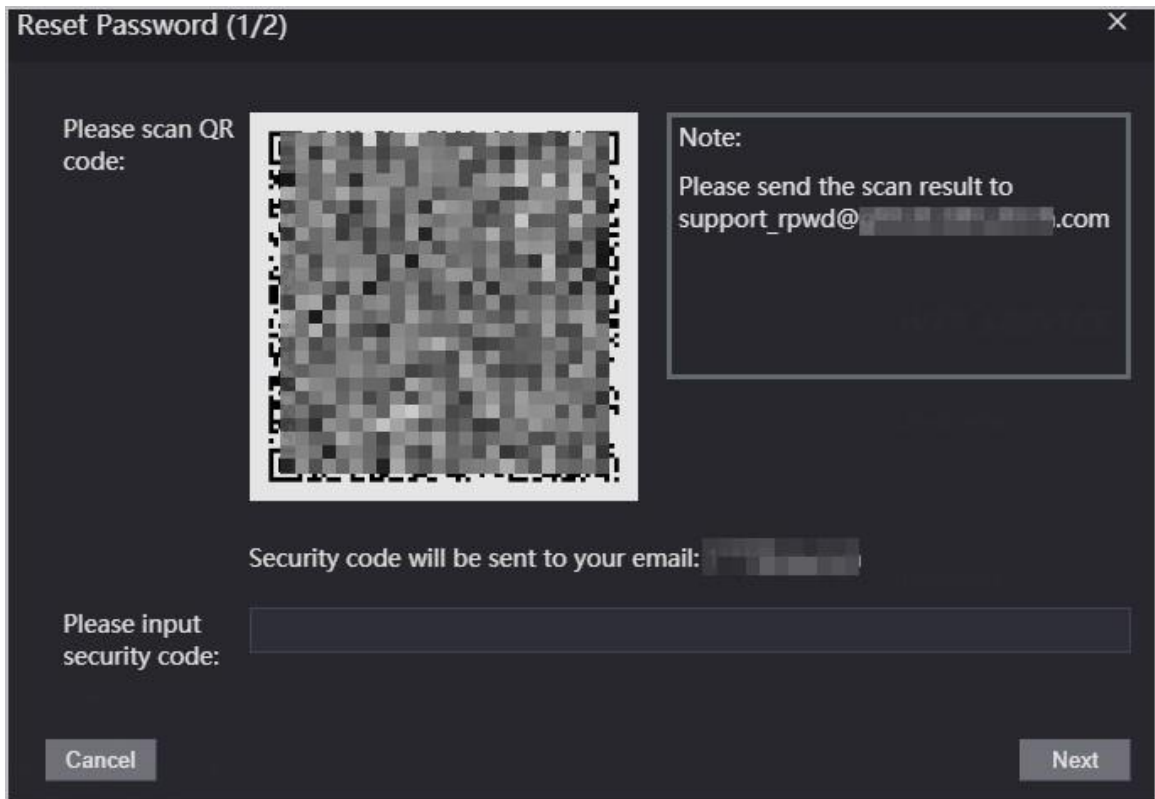 Reset Password (1/2)
Please scan QR
code:
Note:
Please send the scan result to
support_rpwd@ .com
Security code will be sent to your email:
Please input
security code:
Cancel
Next